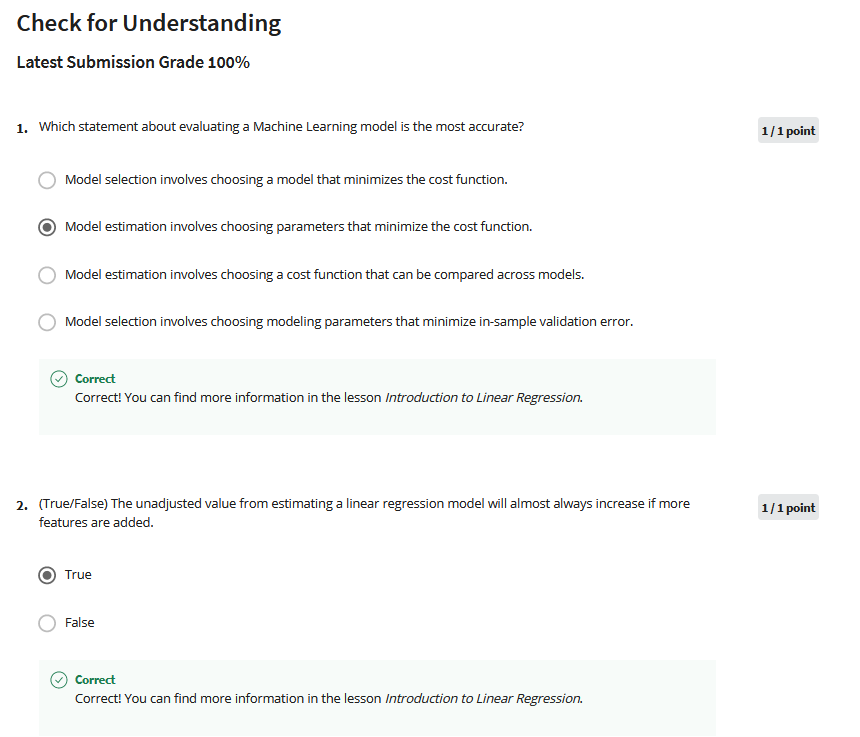 Check for Understanding
Latest Submission Grade 100%
1. Which statement about evaluating a Machine Learning model is the most accurate?
1 / 1 point
Model selection involves choosing a model that minimizes the cost function.
Model estimation involves choosing parameters that minimize the cost function.
Model estimation involves choosing a cost function that can be compared across models.
Model selection involves choosing modeling parameters that minimize in-sample validation error.
Correct
Correct! You can find more information in the lesson Introduction to Linear Regression.
2. (True/False) The unadjusted value from estimating a linear regression model will almost always increase if more
features are added.
1 / 1 point
True
False
Correct
Correct! You can find more information in the lesson Introduction to Linear Regression.